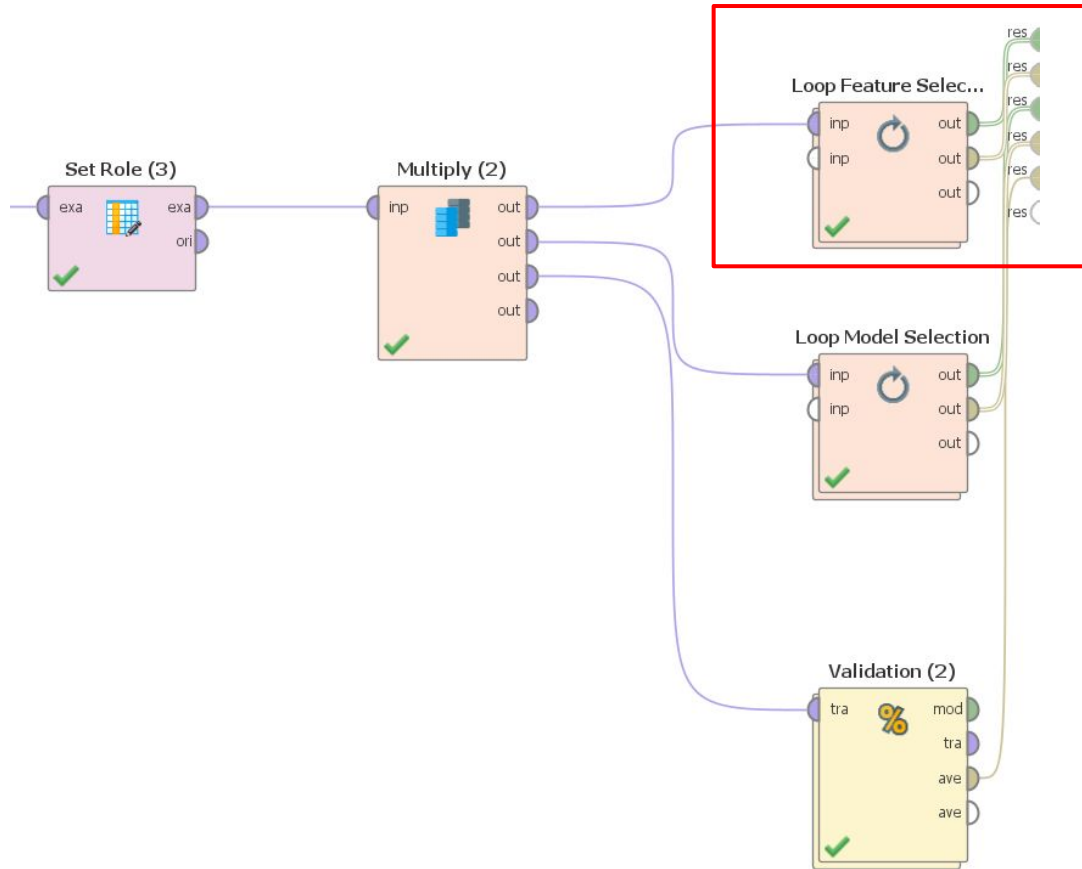 res
res
Loop Feature Selec...
res
inp out
res
inp out
res
out
res
Set Role (3)
exa exa
ori
Multiply (2)
inp out
out
out
out
Loop Model Selection
inp out
inp out
out
Validation (2)
%
tra mod
tra
ave
ave